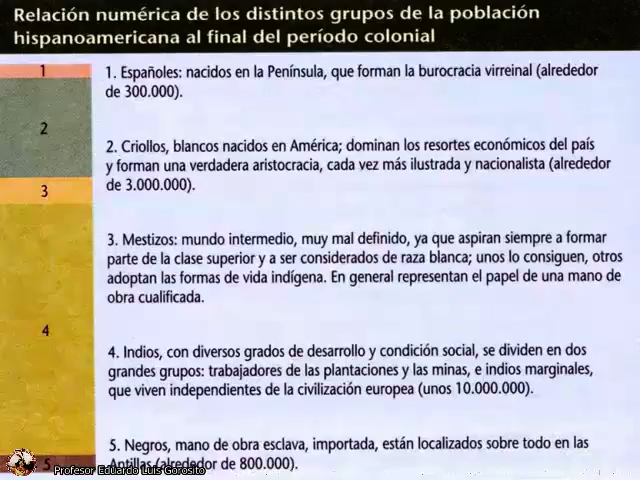 Relación numérica de los distintos grupos de la población
hispanoamericana al final del período colonial
1
1. Españoles: nacidos en la Península, que forman la burocracia virreinal (alrededor
de 300.000).
2
2. Criollos, blancos nacidos en América; dominan los resortes económicos del país
y forman una verdadera aristocracia, cada vez más ilustrada y nacionalista (alrededor
de 3.000.000).
3
3. Mestizos: mundo intermedio, muy mal definido, ya que aspiran siempre a formar
parte de la clase superior y a ser considerados de raza blanca; unos lo consiguen, otros
adoptan las formas de vida indígena. En general representan el papel de una mano de
obra cualificada.
4
4. Indios, con diversos grados de desarrollo y condición social, se dividen en dos
grandes grupos: trabajadores de las plantaciones y las minas, e indios marginales,
que viven independientes de la civilización europea (unos 10.000.000).
5
5. Negros, mano de obra esclava, importada, están localizados sobre todo en las
Antillas (alrededor de 800.000).
Profesor Eduardo Luis Gorosito